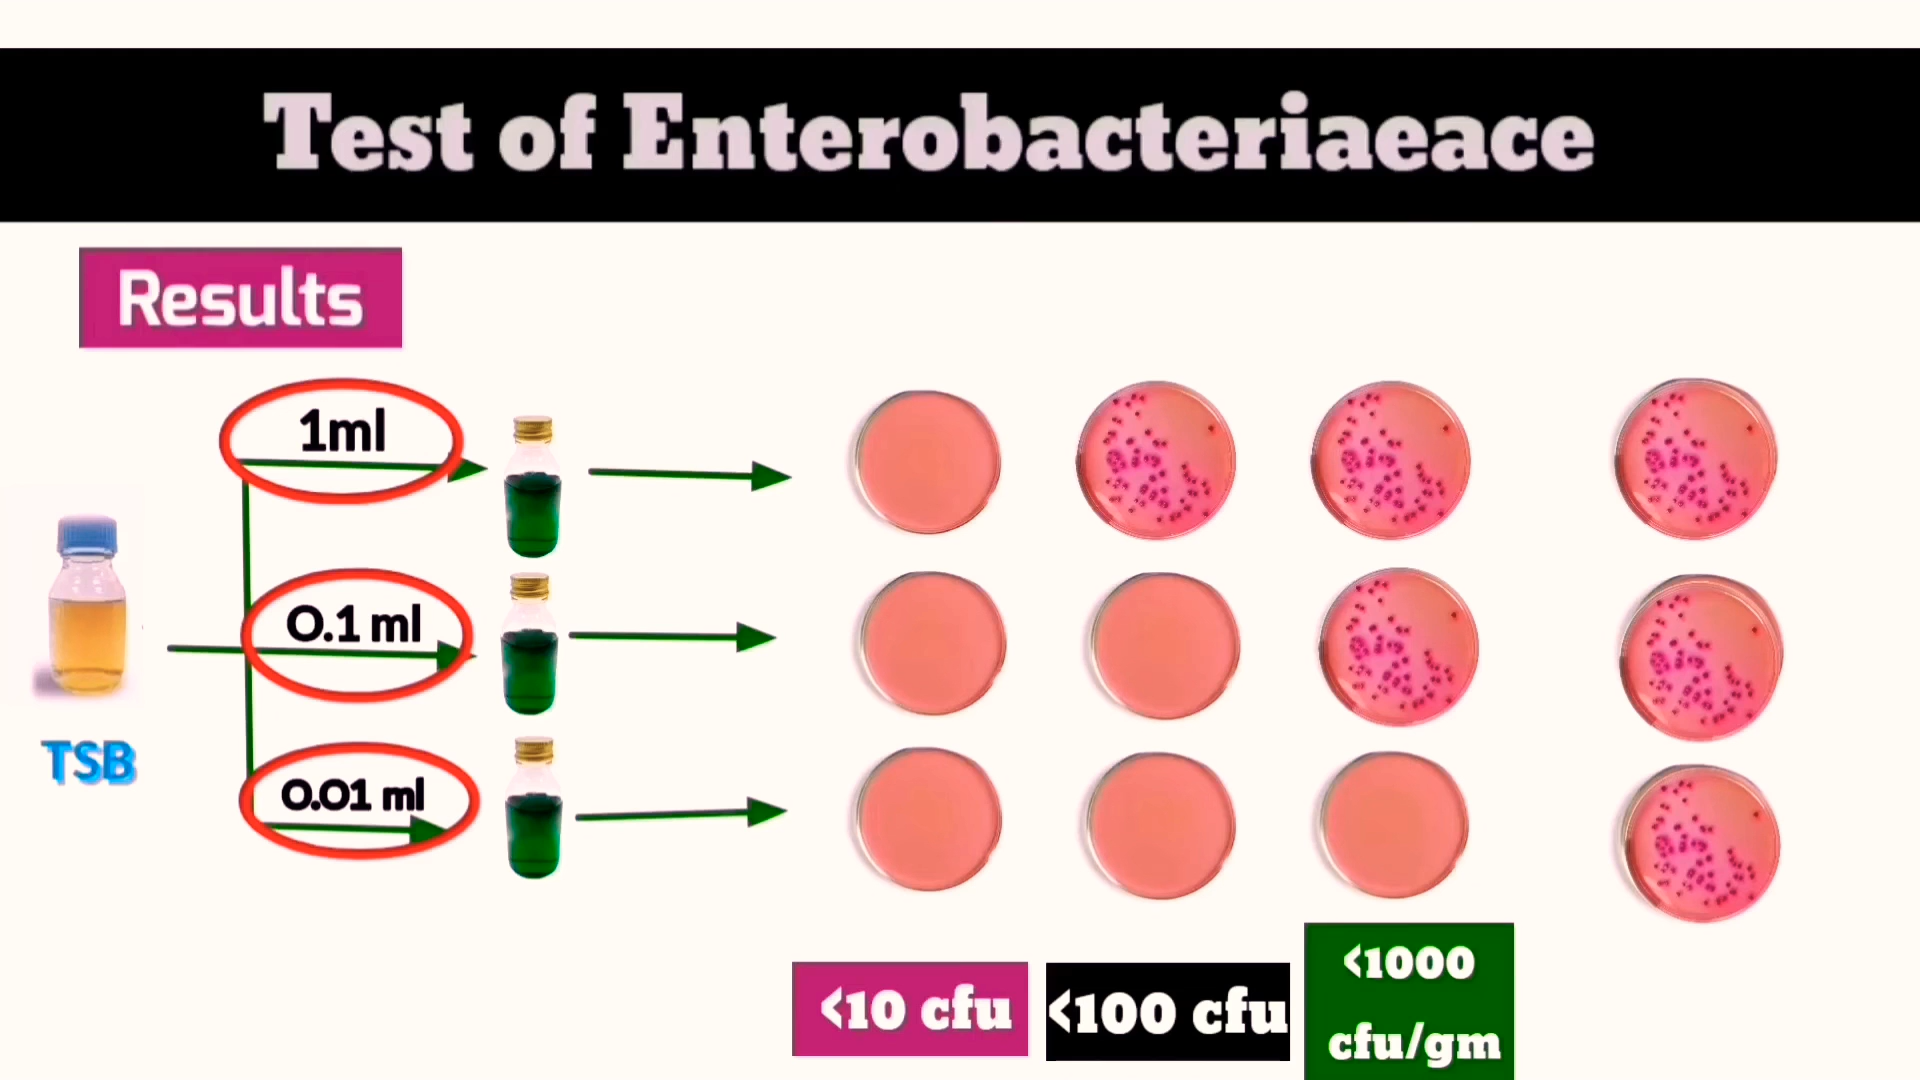 Test of Enterobacteriaeace
Results
1ml
0.1 ml
TSB
0.01 ml
<10 cfu
<100 cfu
<1000
cfu/gm